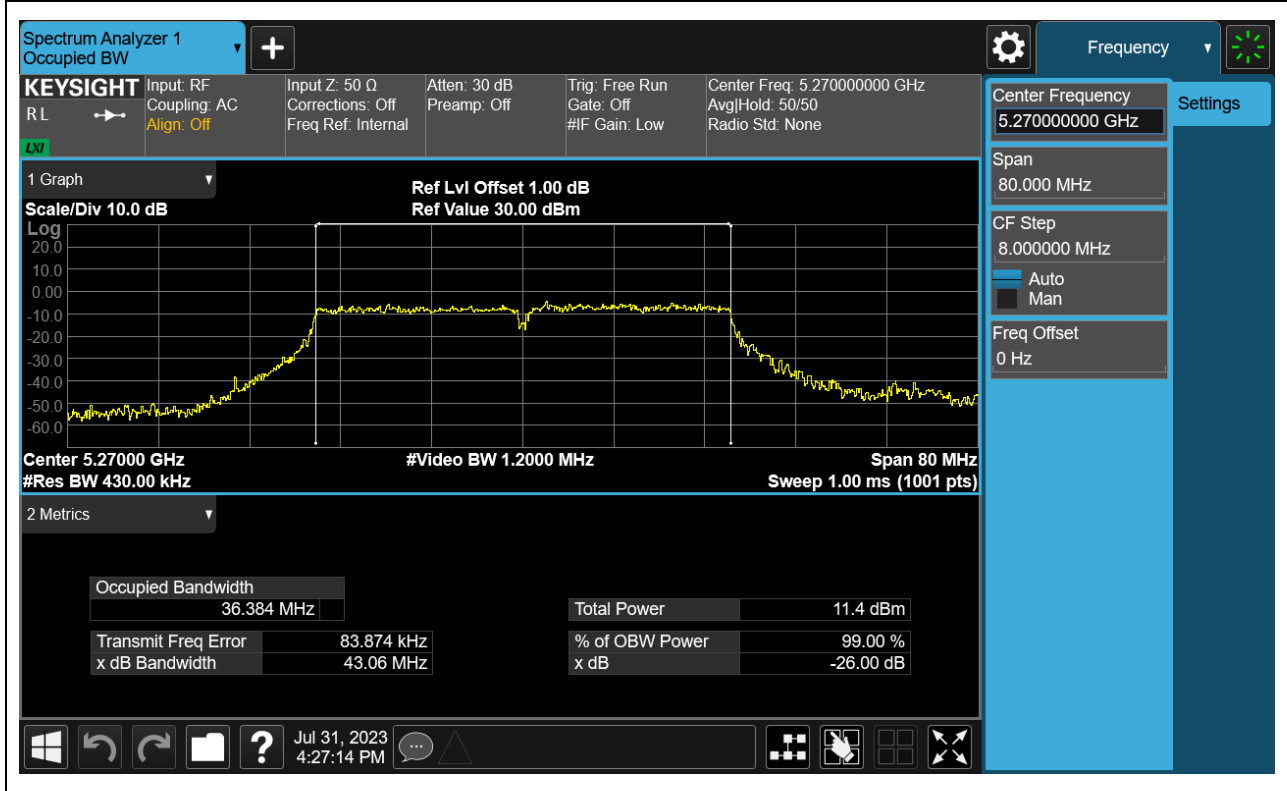 Spectrum Analyzer 1
Occupied BW
Frequency
KEYSIGHT
R L
LXI
Input: RF
Coupling: AC
Align: Off
Input Z: 50 Ω
Corrections: Off
Freq Ref: Internal
Atten: 30 dB
Preamp: Off
Trig: Free Run
Gate: Off
#IF Gain: Low
Center Freq: 5.270000000 GHz
Avg|Hold: 50/50
Radio Std: None
Center Frequency
5.270000000 GHz
Settings
Span
80.000 MHz
CF Step
8.000000 MHz
Auto
Man
Freq Offset
0 Hz
1 Graph
Scale/Div 10.0 dB
Ref Lvl Offset 1.00 dB
Ref Value 30.00 dBm
Log
20.0
10.0
0.00
-10.0
-20.0
-30.0
-40.0
-50.0
-60.0
Center 5.27000 GHz
#Video BW 1.2000 MHz
Span 80 MHz
#Res BW 430.00 kHz
Sweep 1.00 ms (1001 pts)
2 Metrics
Occupied Bandwidth
36.384 MHz
Total Power 11.4 dBm
Transmit Freq Error 83.874 kHz
% of OBW Power 99.00 %
x dB Bandwidth 43.06 MHz
x dB -26.00 dB
Jul 31, 2023
4:27:14 PM